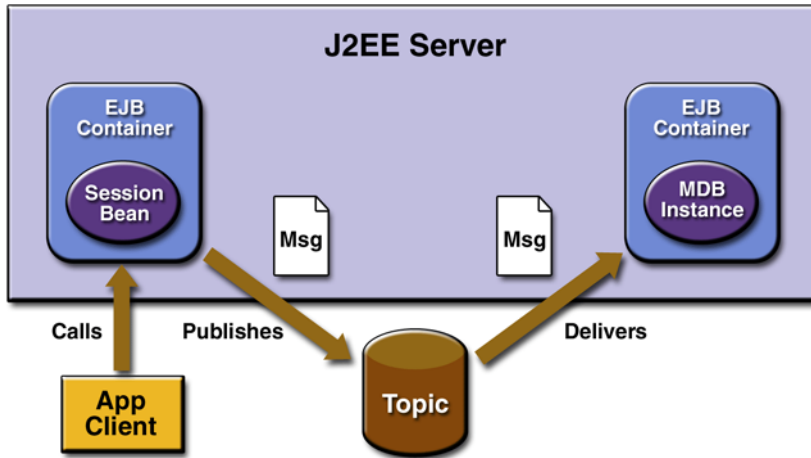 J2EE Server
EJB
Container
Session
Bean
EJB
Container
MDB
Instance
Msg
Msg
Calls
Publishes
Delivers
App
Client
Topic